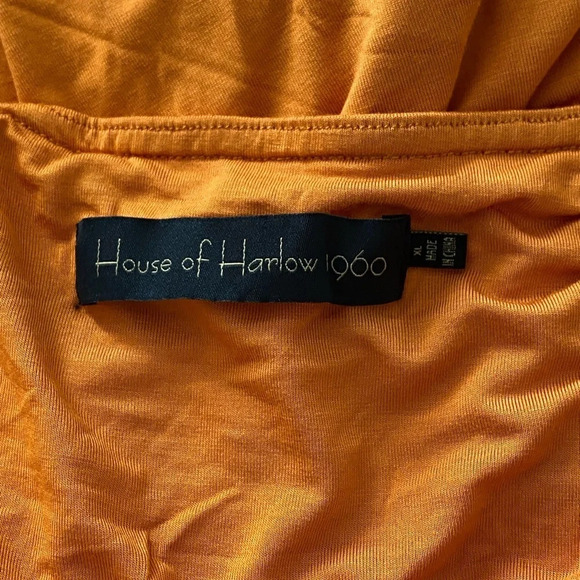 House of Harlow 1960
XL
MADE
IN CHINA